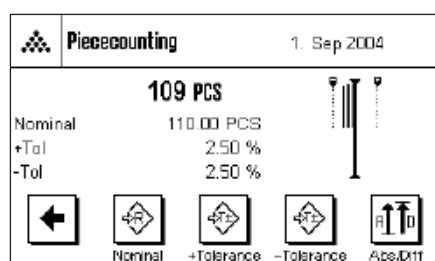 Piececounting 1. Sep 2004
109 PCS
Nominal 110.00 PCS
+Tol 2.50 %
-Tol 2.50 %
R T± T± A D
Nominal +Tolerance -Tolerance Abs/Diff